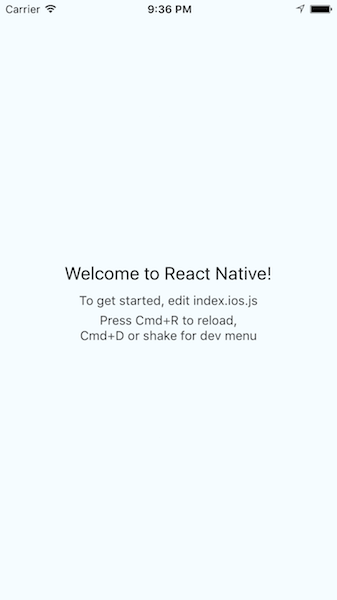 Carrier 9:36 PM
Welcome to React Native!
To get started, edit index.ios.js
Press Cmd+R to reload,
Cmd+D or shake for dev menu